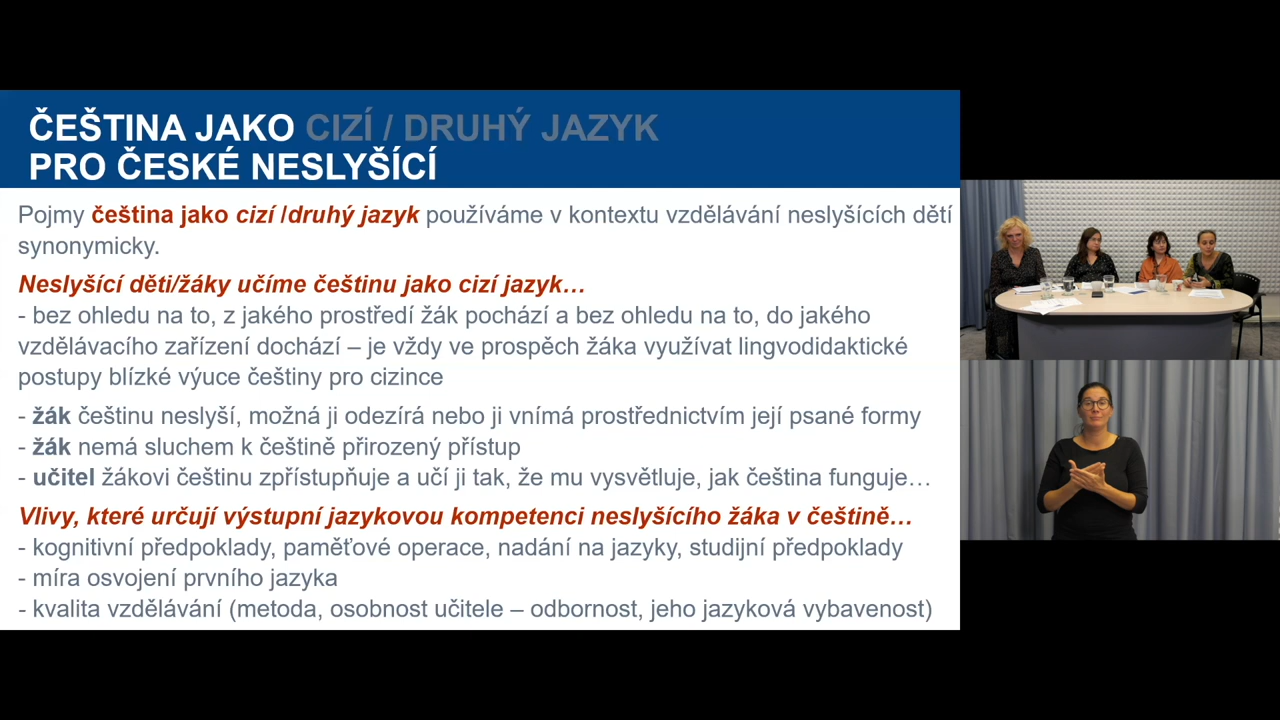 ČEŠTINA JAKO CIZÍ / DRUHÝ JAZYK
PRO ČESKÉ NESLYŠÍCÍ
Pojmy čeština jako cizí /druhý jazyk používáme v kontextu vzdělávání neslyšících dětí
synonymicky.
Neslyšící děti/žáky učíme češtinu jako cizí jazyk…
- bez ohledu na to, z jakého prostředí žák pochází a bez ohledu na to, do jakého
vzdělávacího zařízení dochází – je vždy ve prospěch žáka využívat lingvodidaktické
postupy blízké výuce češtiny pro cizince
- žák češtinu neslyší, možná ji odezírá nebo ji vnímá prostřednictvím její psané formy
- žák nemá sluchem k češtině přirozený přístup
- učitel žákovi češtinu zpřístupňuje a učí ji tak, že mu vysvětluje, jak čeština funguje…
Vlivy, které určují výstupní jazykovou kompetenci neslyšícího žáka v češtině…
- kognitivní předpoklady, paměťové operace, nadání na jazyky, studijní předpoklady
- míra osvojení prvního jazyka
- kvalita vzdělávání (metoda, osobnost učitele – odbornost, jeho jazyková vybavenost)